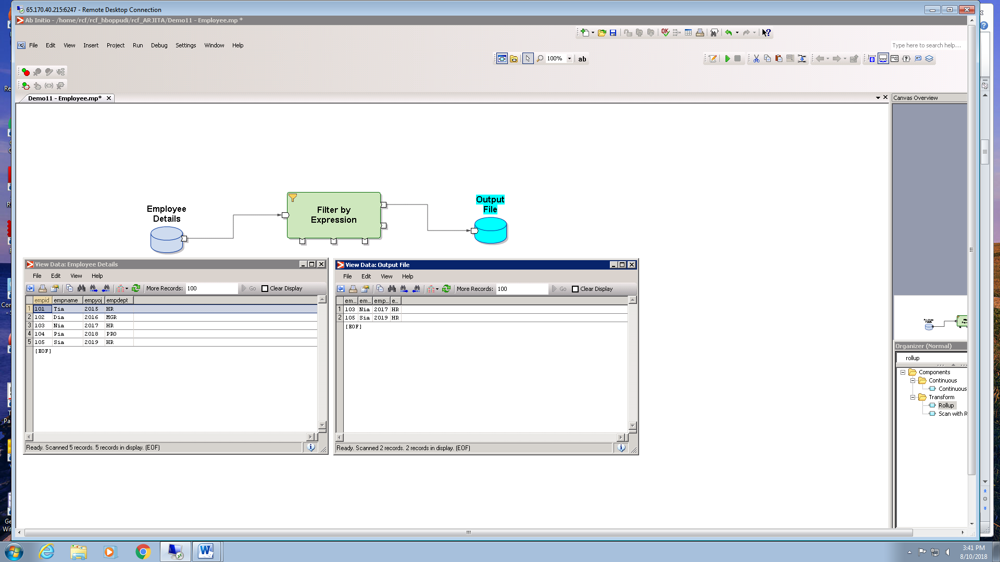 65.170.40.215:6247 - Remote Desktop Connection
Ab Initio - /home/rcf/rcf_hboppudi/rcf_ARJITA/Demo11 - Employee.mp *
File Edit View Insert Project Run Debug Settings Window Help
Type here to search help...
100% ab
Demo11 - Employee.mp*
Canvas Overview
Employee
Details
Filter by
Expression
Output
File
View Data: Employee Details
File Edit View Help
More Records: 100 Go Clear Display
empid empname empyoj empdept
1 101 Tia 2015 HR
2 102 Dia 2016 MGR
3 103 Nia 2017 HR
4 104 Pia 2018 PRO
5 105 Sia 2019 HR
[EOF]
Ready. Scanned 5 records. 5 records in display. (EOF)
View Data: Output File
File Edit View Help
More Records: 100 Go Clear Display
em... em... emp... e...
1 103 Nia 2017 HR
2 105 Sia 2019 HR
[EOF]
Ready. Scanned 2 records. 2 records in display. (EOF)
Organizer (Normal)
rollup
Components
Continuous
Continuous
Transform
Rollup
Scan with R
3:41 PM
8/10/2018